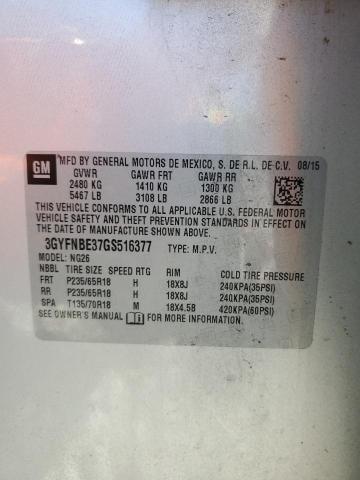 GM
MFD BY GENERAL MOTORS DE MEXICO, S. DE R.L. DE C.V. 08/15
GVWR GAWR FRT GAWR RR
2480 KG 1410 KG 1300 KG
5467 LB 3108 LB 2866 LB
THIS VEHICLE CONFORMS TO ALL APPLICABLE U.S. FEDERAL MOTOR
VEHICLE SAFETY, BUMPER, AND THEFT PREVENTION STANDARDS IN EFFECT ON
THE DATE OF MANUFACTURE SHOWN ABOVE.
3GYFNBE37GS516377 TYPE: M.P.V.
MODEL: NG26
NBBL TIRE SIZE SPEED RTG RIM COLD TIRE PRESSURE
FRT P235/65R18 H 18X8J 240KPA(35PSI)
RR P235/65R18 H 18X8J 240KPA(35PSI)
SPA T135/70R18 M 18X4.5B 420KPA(60PSI)
SEE OWNER'S MANUAL FOR MORE INFORMATION